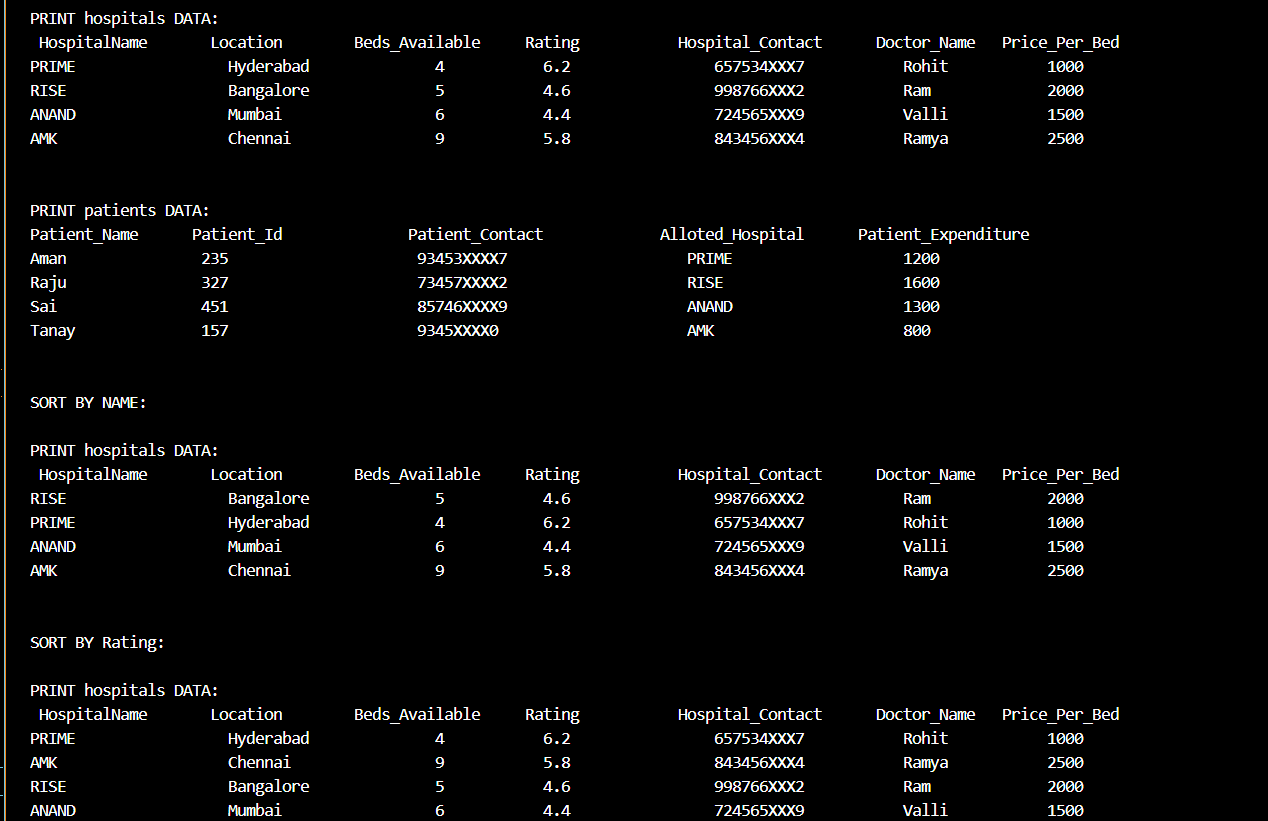 PRINT hospitals DATA:
HospitalName Location Beds_Available Rating Hospital_Contact Doctor_Name Price_Per_Bed
PRIME Hyderabad 4 6.2 657534XXX7 Rohit 1000
RISE Bangalore 5 4.6 998766XXX2 Ram 2000
ANAND Mumbai 6 4.4 724565XXX9 Valli 1500
AMK Chennai 9 5.8 843456XXX4 Ramya 2500
PRINT patients DATA:
Patient_Name Patient_Id Patient_Contact Alloted_Hospital Patient_Expenditure
Aman 235 93453XXXX7 PRIME 1200
Raju 327 73457XXXX2 RISE 1600
Sai 451 85746XXXX9 ANAND 1300
Tanay 157 9345XXXX0 AMK 800
SORT BY NAME:
PRINT hospitals DATA:
HospitalName Location Beds_Available Rating Hospital_Contact Doctor_Name Price_Per_Bed
RISE Bangalore 5 4.6 998766XXX2 Ram 2000
PRIME Hyderabad 4 6.2 657534XXX7 Rohit 1000
ANAND Mumbai 6 4.4 724565XXX9 Valli 1500
AMK Chennai 9 5.8 843456XXX4 Ramya 2500
SORT BY Rating:
PRINT hospitals DATA:
HospitalName Location Beds_Available Rating Hospital_Contact Doctor_Name Price_Per_Bed
PRIME Hyderabad 4 6.2 657534XXX7 Rohit 1000
AMK Chennai 9 5.8 843456XXX4 Ramya 2500
RISE Bangalore 5 4.6 998766XXX2 Ram 2000
ANAND Mumbai 6 4.4 724565XXX9 Valli 1500